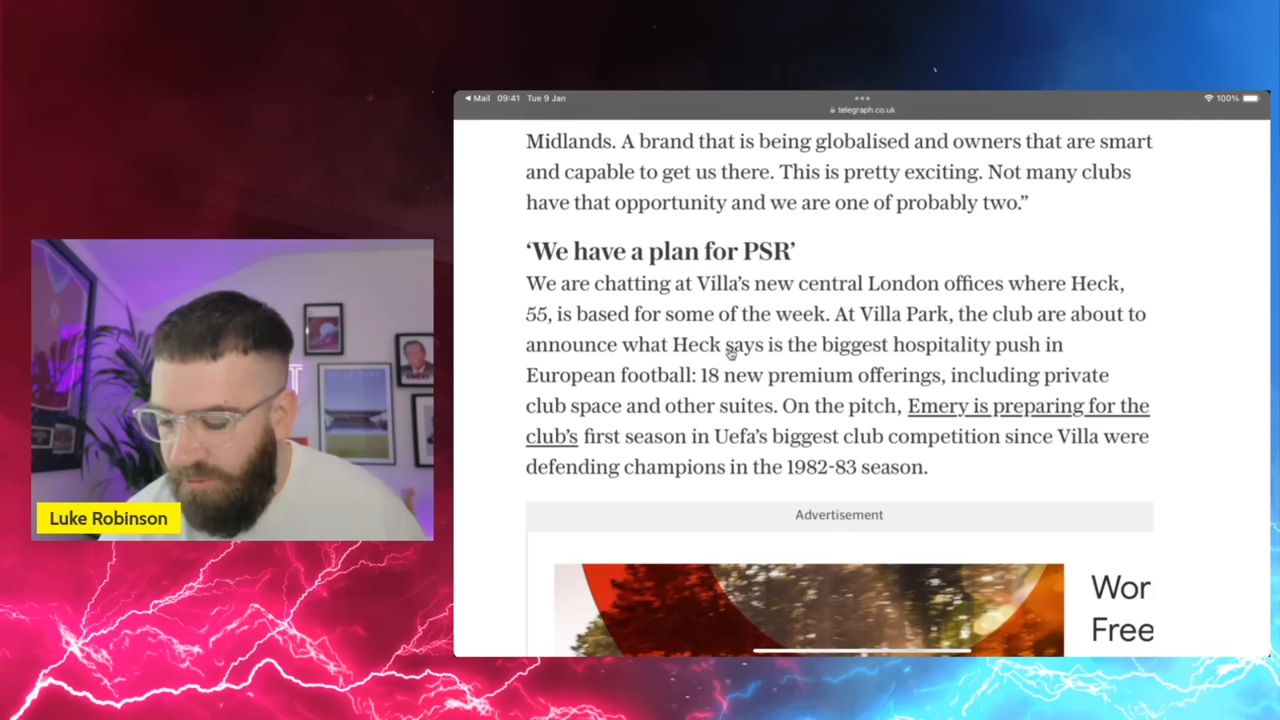 Mail 09:41 Tue 9 Jan
100%
telegraph.co.uk
Midlands. A brand that is being globalised and owners that are smart
and capable to get us there. This is pretty exciting. Not many clubs
have that opportunity and we are one of probably two.”
‘We have a plan for PSR’
We are chatting at Villa’s new central London offices where Heck,
55, is based for some of the week. At Villa Park, the club are about to
announce what Heck says is the biggest hospitality push in
European football: 18 new premium offerings, including private
club space and other suites. On the pitch, Emery is preparing for the
club’s first season in Uefa’s biggest club competition since Villa were
defending champions in the 1982-83 season.
Advertisement
Wor
Free
Luke Robinson